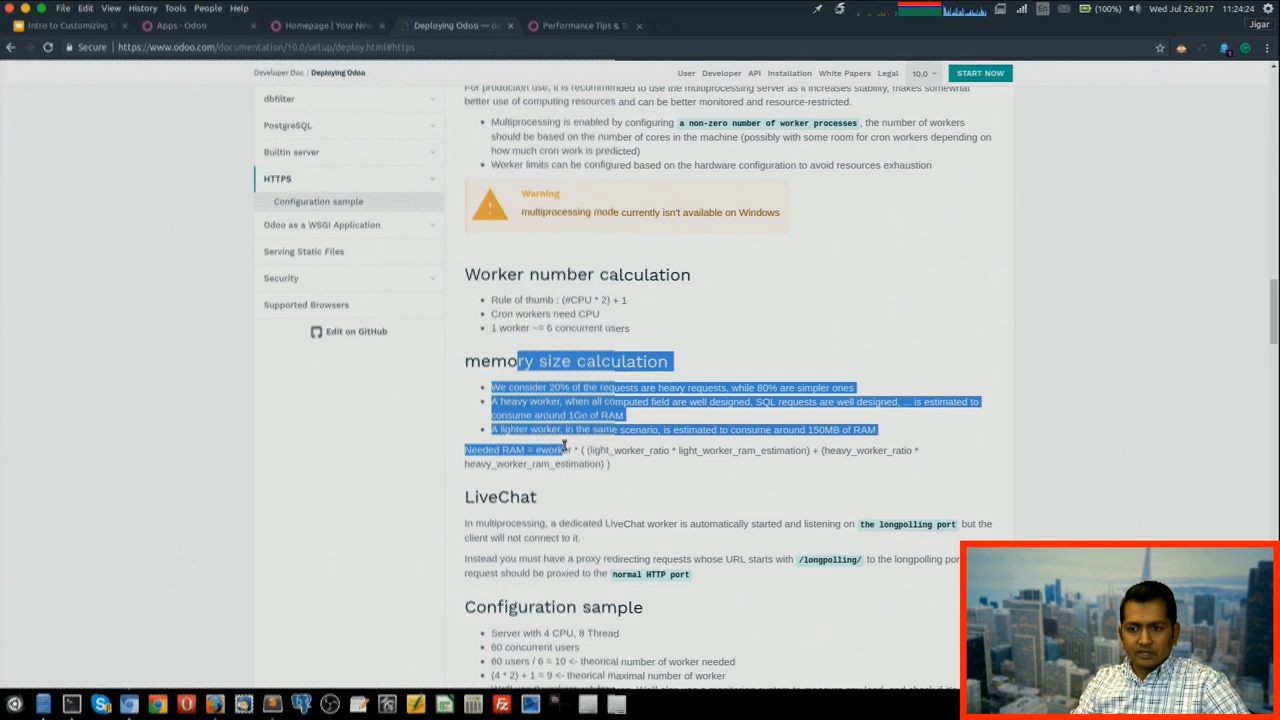 File Edit View History Tools People Help
En (100%) Wed Jul 26 2017 11:24:24
Intro to Customizing
Apps - Odoo
Homepage | Your Ne
Deploying Odoo — od
Performance Tips & Tr
Jigar
Secure https://www.odoo.com/documentation/10.0/setup/deploy.html#https
Developer Doc / Deploying Odoo
User Developer API Installation White Papers Legal 10.0 START NOW
dbfilter
PostgreSQL
Builtin server
HTTPS
Configuration sample
Odoo as a WSGI Application
Serving Static Files
Security
Supported Browsers
Edit on GitHub
For production use, it is recommended to use the multiprocessing server as it increases stability, makes somewhat
better use of computing resources and can be better monitored and resource-restricted.
Multiprocessing is enabled by configuring a non-zero number of worker processes , the number of workers
should be based on the number of cores in the machine (possibly with some room for cron workers depending on
how much cron work is predicted)
Worker limits can be configured based on the hardware configuration to avoid resources exhaustion
Warning
multiprocessing mode currently isn't available on Windows
Worker number calculation
Rule of thumb : (#CPU * 2) + 1
Cron workers need CPU
1 worker ~= 6 concurrent users
memory size calculation
We consider 20% of the requests are heavy requests, while 80% are simpler ones
A heavy worker, when all computed field are well designed, SQL requests are well designed, ... is estimated to
consume around 1Go of RAM
A lighter worker, in the same scenario, is estimated to consume around 150MB of RAM
Needed RAM = #worker * ( (light_worker_ratio * light_worker_ram_estimation) + (heavy_worker_ratio *
heavy_worker_ram_estimation) )
LiveChat
In multiprocessing, a dedicated LiveChat worker is automatically started and listening on the longpolling port but the
client will not connect to it.
Instead you must have a proxy redirecting requests whose URL starts with /longpolling/ to the longpolling
request should be proxied to the normal HTTP port
Configuration sample
Server with 4 CPU, 8 Thread
60 concurrent users
60 users / 6 = 10 <- theorical number of worker needed
(4 * 2) + 1 = 9 <- theorical maximal number of worker